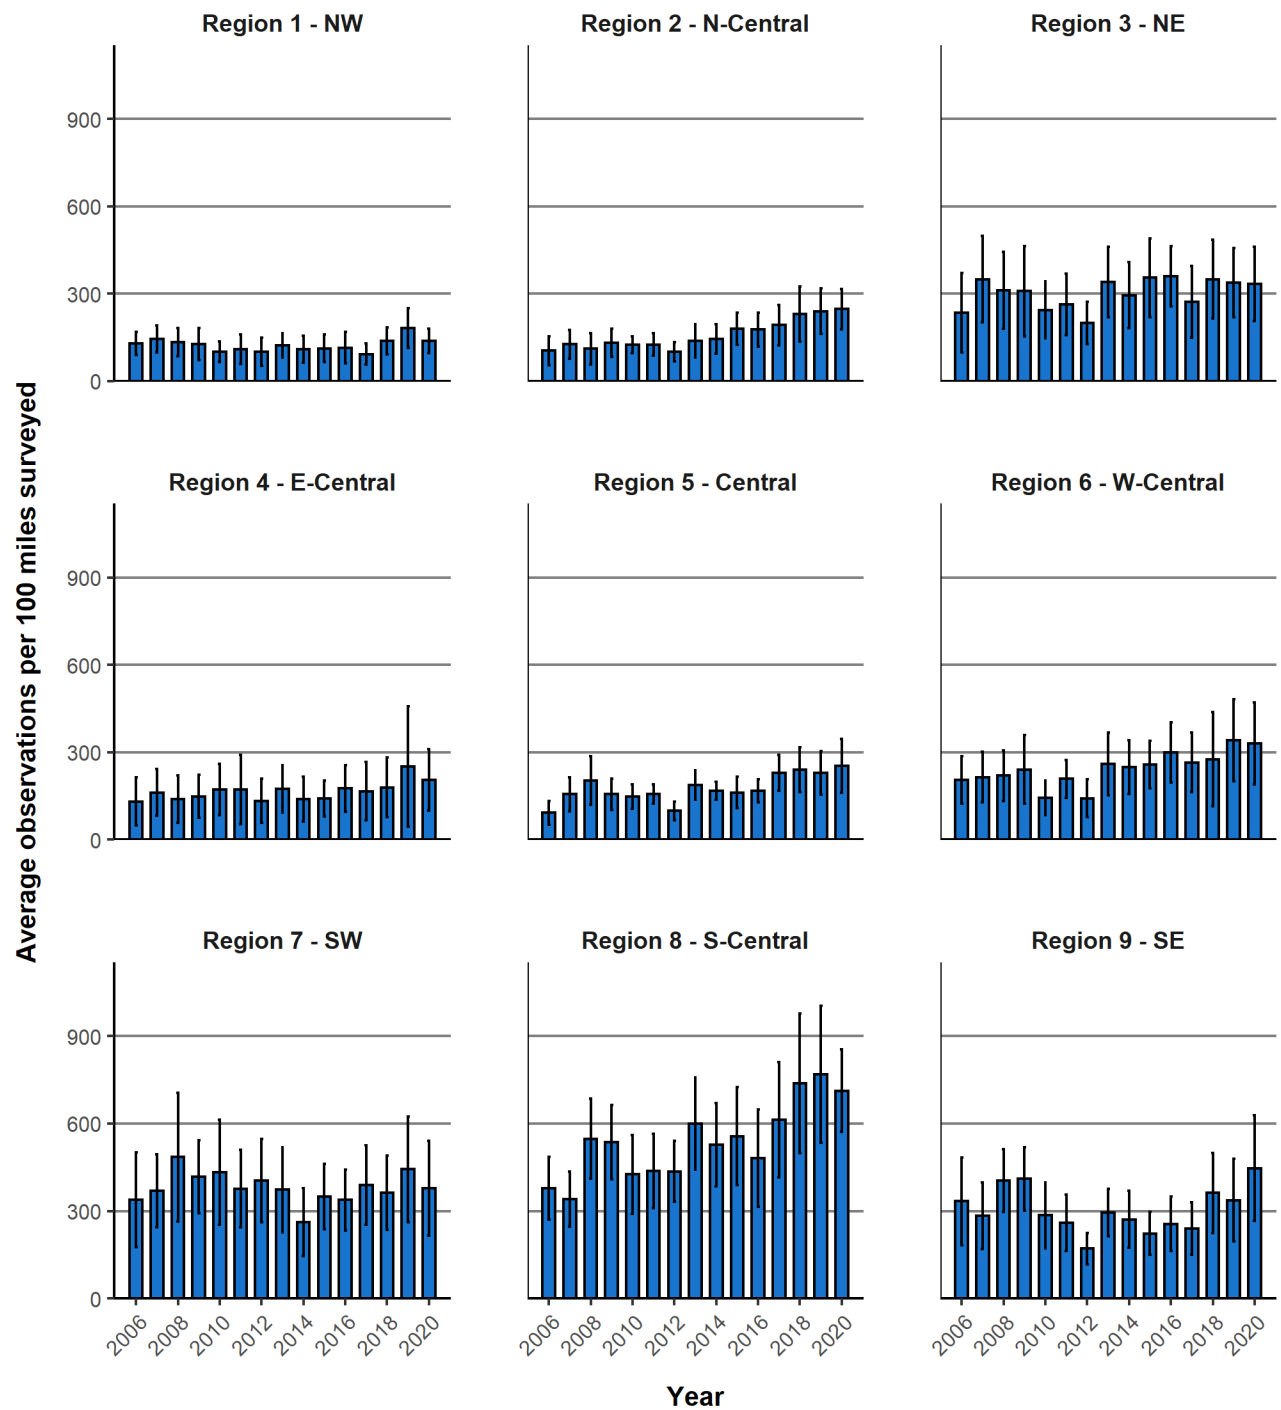 Region 1 - NW
Region 2 - N-Central
Region 3 - NE
900
600
300
0
Region 4 - E-Central
Region 5 - Central
Region 6 - W-Central
900
600
300
0
Average observations per 100 miles surveyed
Region 7 - SW
Region 8 - S-Central
Region 9 - SE
900
600
300
0
2006 2008 2010 2012 2014 2016 2018 2020
2006 2008 2010 2012 2014 2016 2018 2020
2006 2008 2010 2012 2014 2016 2018 2020
Year